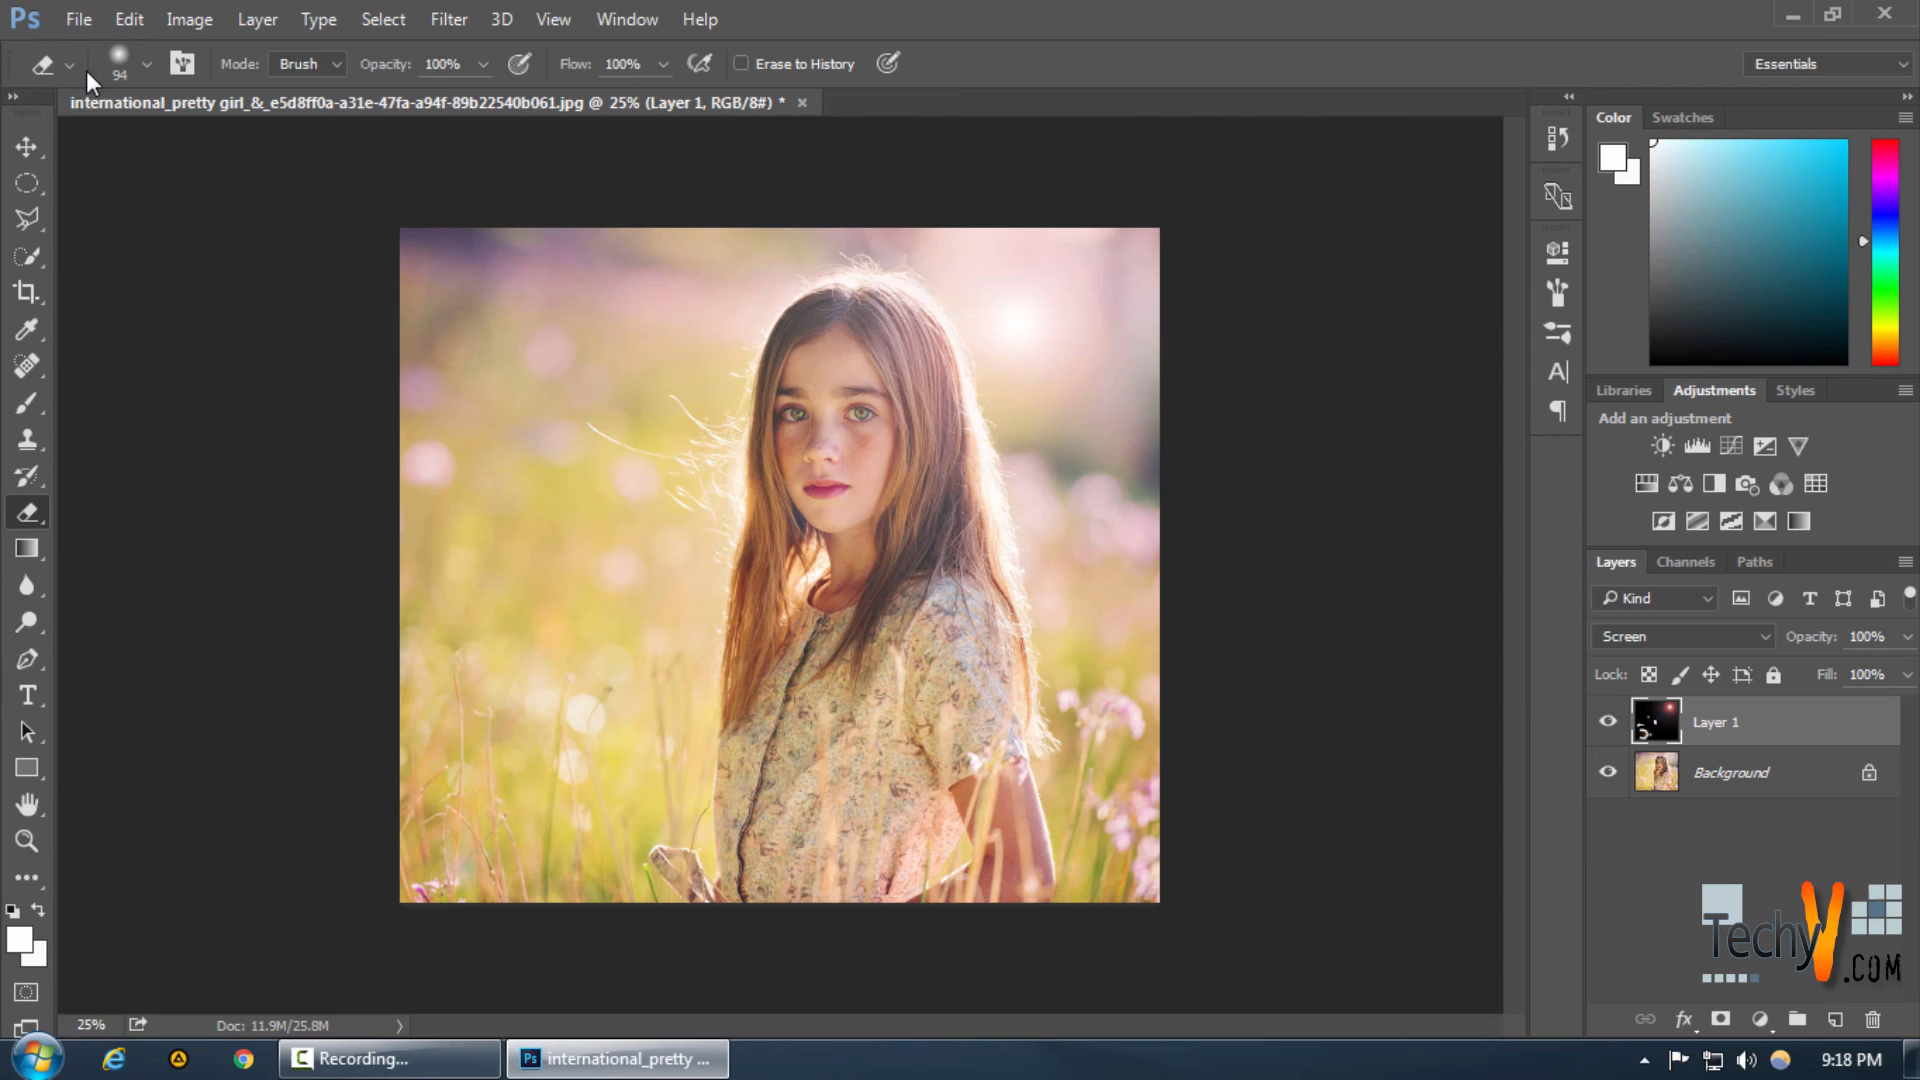 Ps File Edit Image Layer Type Select Filter 3D View Window Help
94 Mode: Brush Opacity: 100% Flow: 100% Erase to History Essentials
international_pretty girl_&_e5d8ff0a-a31e-47fa-a94f-89b22540b061.jpg @ 25% (Layer 1, RGB/8#) *
Color Swatches
Libraries Adjustments Styles
Add an adjustment
Layers Channels Paths
Kind
Screen Opacity: 100%
Lock: Fill: 100%
Layer 1
Background
TechyV
.COM
25% Doc: 11.9M/25.8M
Recording... Ps international_pretty ... 9:18 PM